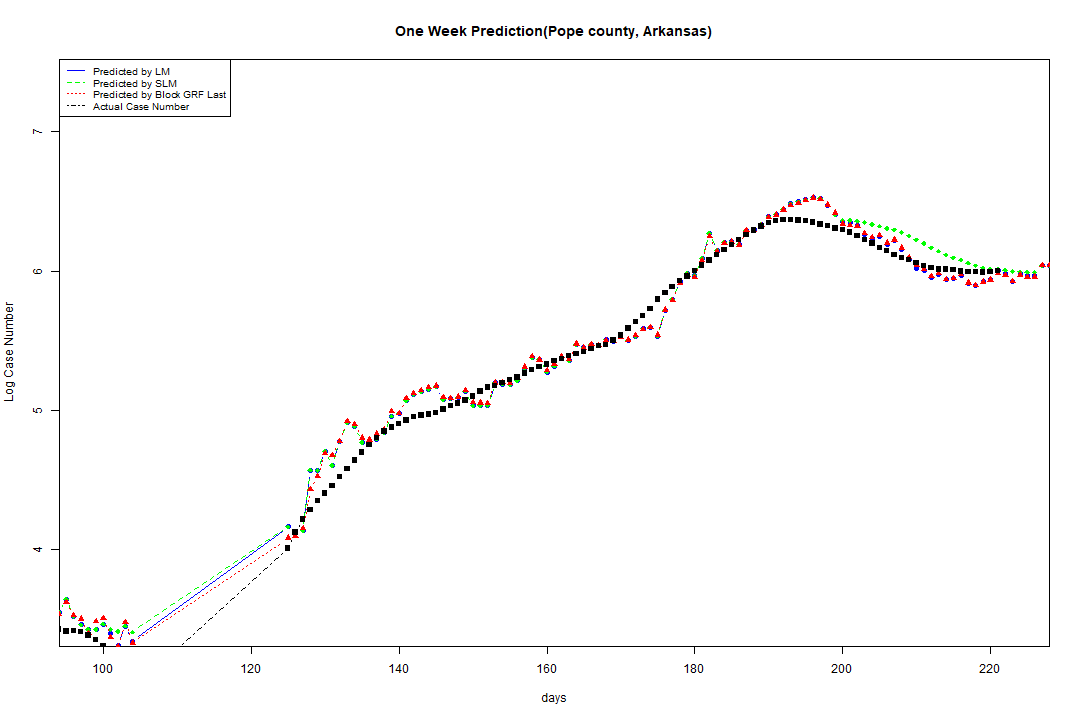 One Week Prediction(Pope county, Arkansas)
Predicted by LM
Predicted by SLM
Predicted by Block GRF Last
Actual Case Number
7
6
5
4
Log Case Number
100 120 140 160 180 200 220
days